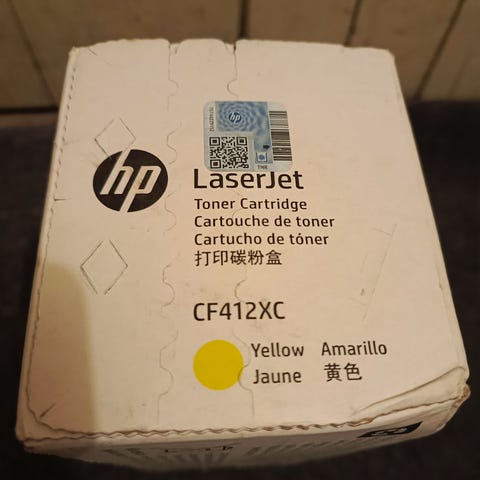 hp
LaserJet
Toner Cartridge
Cartouche de toner
Cartucho de tóner
打印碳粉盒
CF412XC
Yellow Amarillo
Jaune 黄色